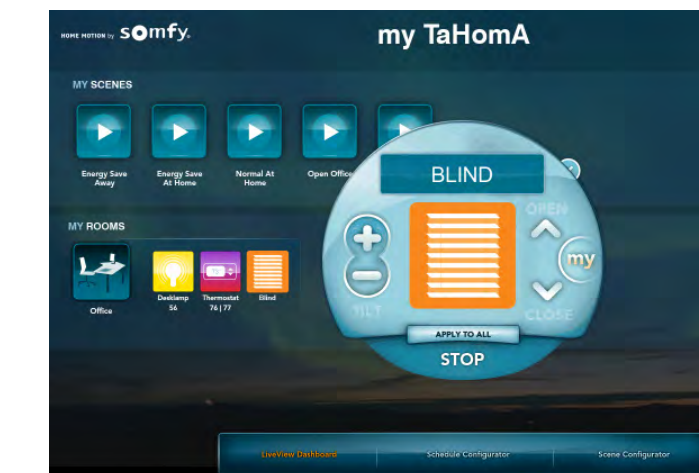 HOME MOTION by somfy.
my TaHomA
MY SCENES
Energy Save
Away
Energy Save
At Home
Normal At
Home
Open Office
BLIND
OPEN
my
CLOSE
TILT
APPLY TO ALL
STOP
MY ROOMS
Office
Desklamp
56
Thermostat
76 | 77
Blind
LiveView Dashboard
Schedule Configurator
Scene Configurator